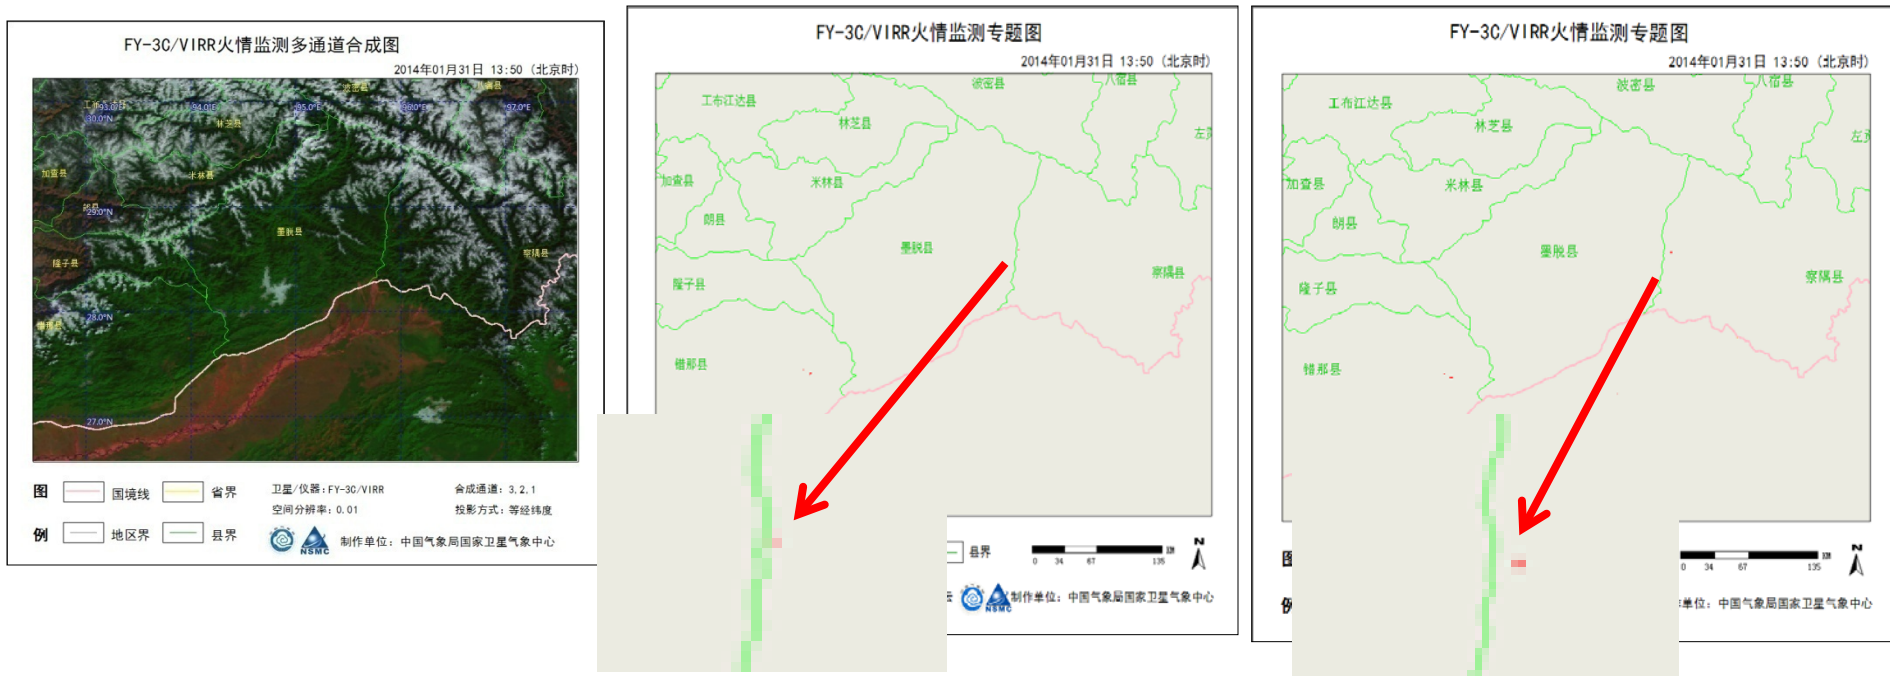 FY-3C/VIRR火情监测多通道合成图
2014年01月31日 13:50 (北京时)
工布江达县
93.0°E
94.0°E
95.0°E
96.0°E
97.0°E
波密县
八宿县
30.0°N
林芝县
加查县
米林县
朗县
29.0°N
墨脱县
隆子县
察隅县
28.0°N
错那县
27.0°N
图
例
国境线
省界
地区界
县界
卫星/仪器:FY-3C/VIRR
合成通道: 3,2,1
空间分辨率: 0.01
投影方式: 等经纬度
NSMC
制作单位: 中国气象局国家卫星气象中心
FY-3C/VIRR火情监测专题图
2014年01月31日 13:50 (北京时)
工布江达县
波密县
八宿县
林芝县
左
加查县
米林县
朗县
墨脱县
隆子县
察隅县
错那县
县界
0 34 67 135
N
NSMC
制作单位: 中国气象局国家卫星气象中心
FY-3C/VIRR火情监测专题图
2014年01月31日 13:50 (北京时)
工布江达县
波密县
八宿县
林芝县
左
加查县
米林县
朗县
墨脱县
隆子县
察隅县
错那县
图
例
0 34 67 135
N
单位: 中国气象局国家卫星气象中心